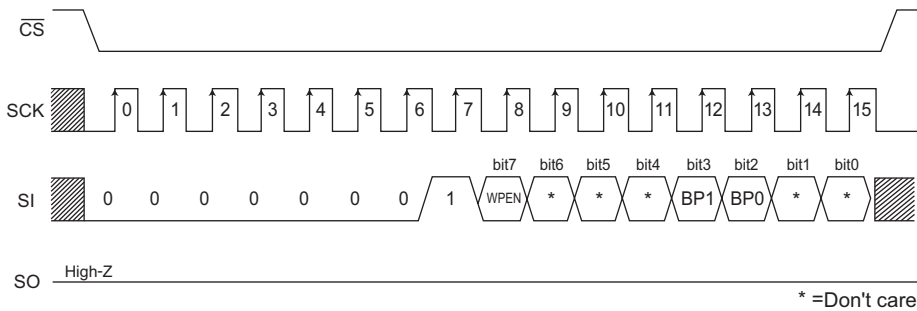 CS
SCK 0 1 2 3 4 5 6 7 8 9 10 11 12 13 14 15
bit7 bit6 bit5 bit4 bit3 bit2 bit1 bit0
SI 0 0 0 0 0 0 0 1 WPEN * * * BP1 BP0 * *
SO High-Z
* =Don't care